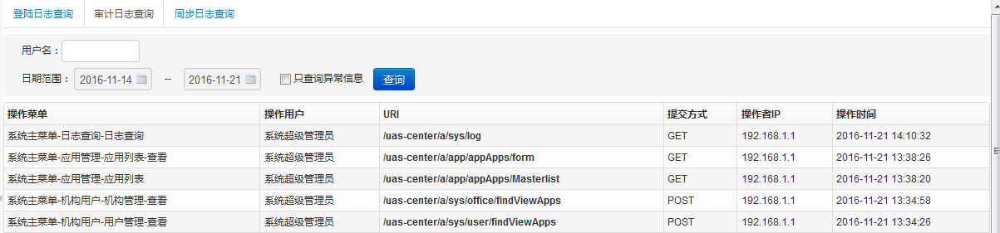 登陆日志查询 审计日志查询 同步日志查询
用户名：
日期范围： 2016-11-14 -- 2016-11-21 只查询异常信息 查询
操作菜单 操作用户 URI 提交方式 操作者IP 操作时间
系统主菜单-日志查询-日志查询 系统超级管理员 /uas-center/a/sys/log GET 192.168.1.1 2016-11-21 14:10:32
系统主菜单-应用管理-应用列表-查看 系统超级管理员 /uas-center/a/app/appApps/form GET 192.168.1.1 2016-11-21 13:38:26
系统主菜单-应用管理-应用列表 系统超级管理员 /uas-center/a/app/appApps/Masterlist GET 192.168.1.1 2016-11-21 13:38:20
系统主菜单-机构用户-机构管理-查看 系统超级管理员 /uas-center/a/sys/office/findViewApps POST 192.168.1.1 2016-11-21 13:34:58
系统主菜单-机构用户-用户管理-查看 系统超级管理员 /uas-center/a/sys/user/findViewApps POST 192.168.1.1 2016-11-21 13:34:26